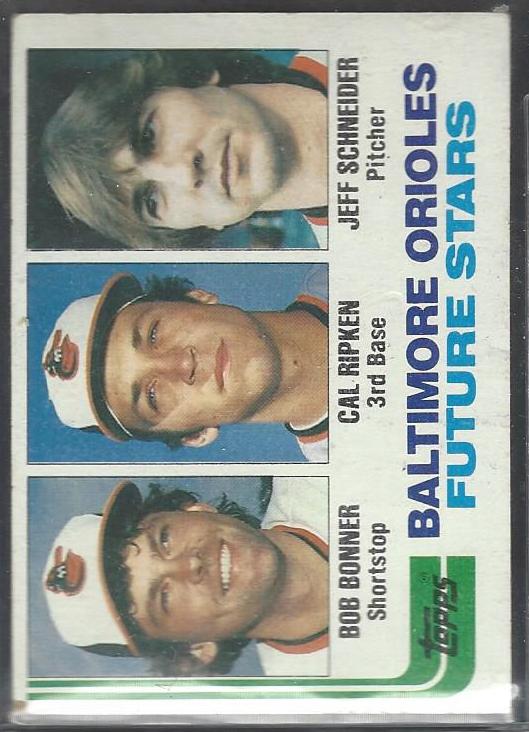 BOB BONNER
Shortstop
CAL RIPKEN
3rd Base
JEFF SCHNEIDER
Pitcher
TOPPS
BALTIMORE ORIOLES
FUTURE STARS